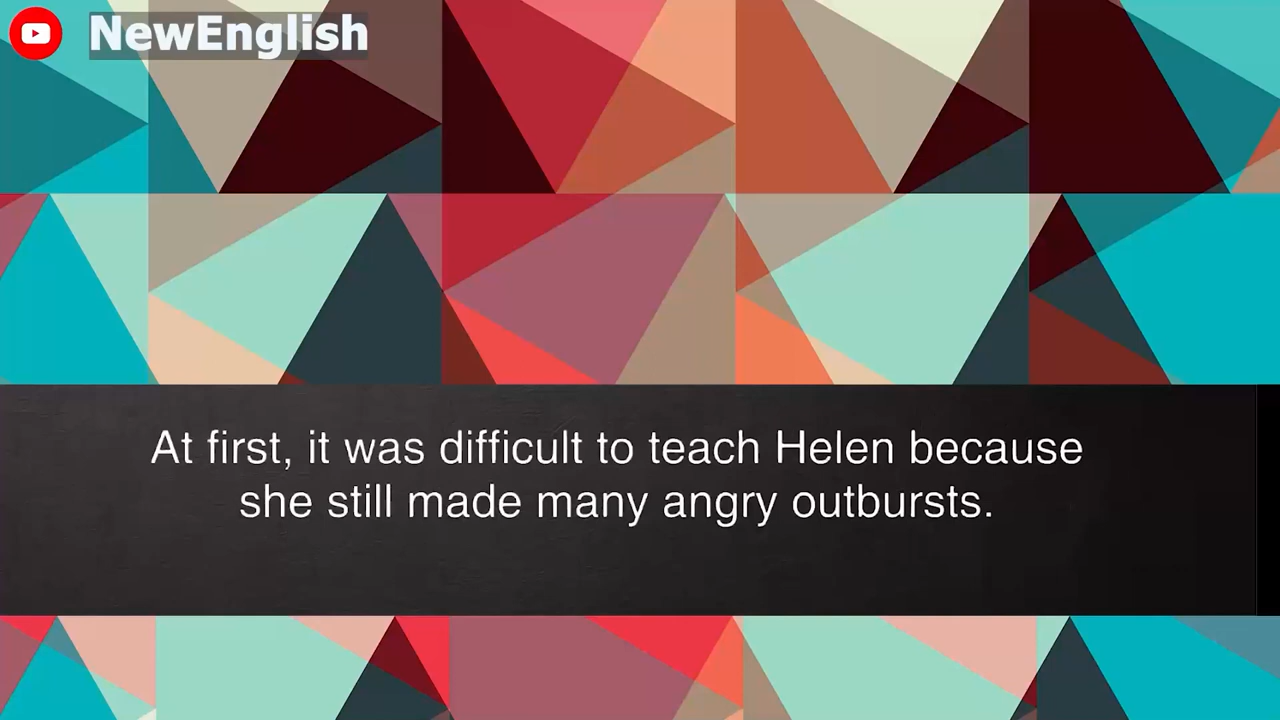 NewEnglish
At first, it was difficult to teach Helen because
she still made many angry outbursts.